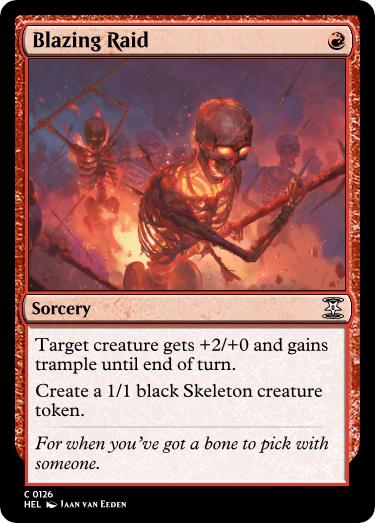 Blazing Raid
Sorcery
Target creature gets +2/+0 and gains
trample until end of turn.
Create a 1/1 black Skeleton creature
token.
For when you've got a bone to pick with
someone.
C 0126
HEL Jaan van Eeden